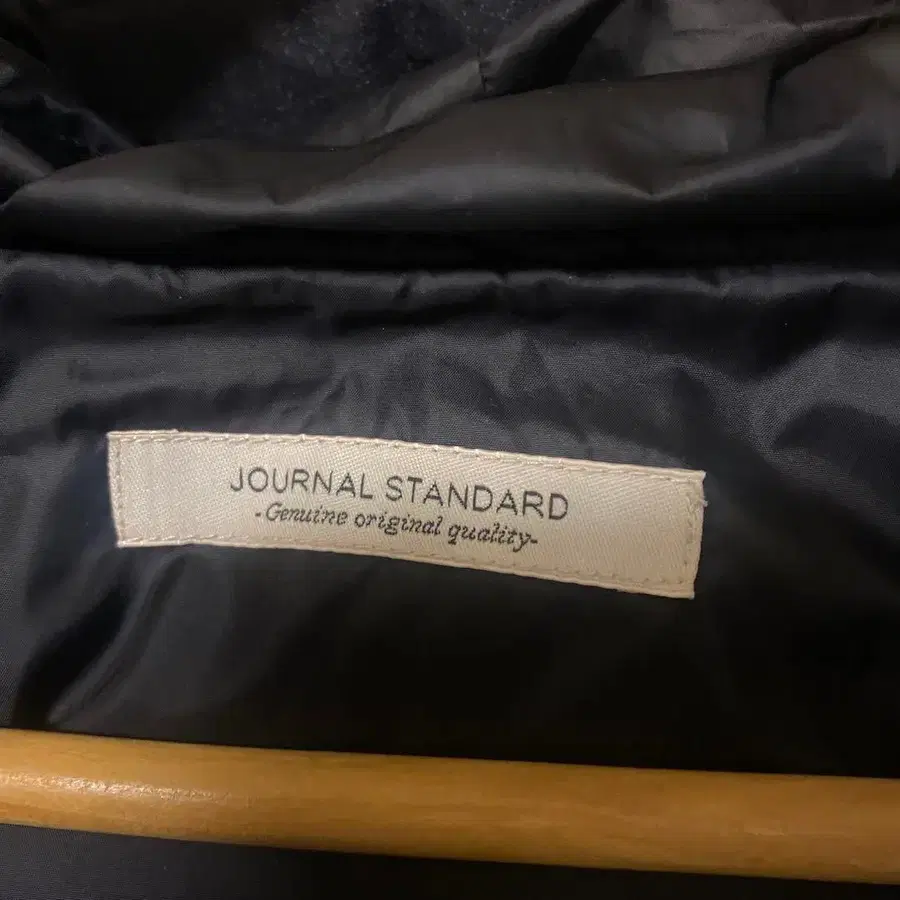 JOURNAL STANDARD
-Genuine original quality-